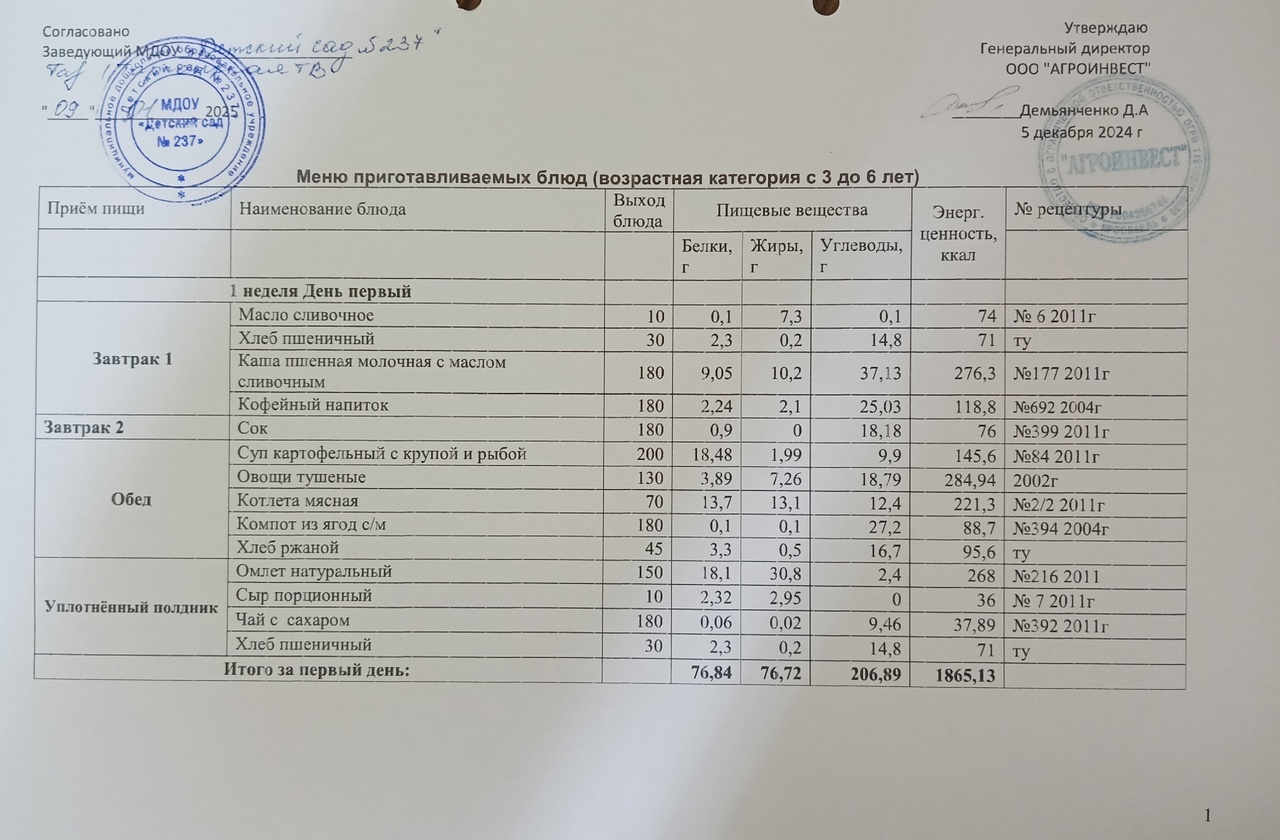 Согласовано
Заведующий МДОУ "Детский сад №237"
"09" 01 2025
МДОУ
«Детский сад
№ 237»
Утверждаю
Генеральный директор
ООО "АГРОИНВЕСТ"
Демьянченко Д.А
5 декабря 2024 г
"АГРОИНВЕСТ"
Меню приготавливаемых блюд (возрастная категория с 3 до 6 лет)
Приём пищи Наименование блюда Выход блюда Пищевые вещества Энерг. ценность, ккал № рецептуры
Белки, г Жиры, г Углеводы, г
1 неделя День первый
Завтрак 1
Масло сливочное 10 0,1 7,3 0,1 74 № 6 2011г
Хлеб пшеничный 30 2,3 0,2 14,8 71 ту
Каша пшенная молочная с маслом сливочным 180 9,05 10,2 37,13 276,3 №177 2011г
Кофейный напиток 180 2,24 2,1 25,03 118,8 №692 2004г
Завтрак 2 Сок 180 0,9 0 18,18 76 №399 2011г
Обед
Суп картофельный с крупой и рыбой 200 18,48 1,99 9,9 145,6 №84 2011г
Овощи тушеные 130 3,89 7,26 18,79 284,94 2002г
Котлета мясная 70 13,7 13,1 12,4 221,3 №2/2 2011г
Компот из ягод с/м 180 0,1 0,1 27,2 88,7 №394 2004г
Хлеб ржаной 45 3,3 0,5 16,7 95,6 ту
Уплотнённый полдник
Омлет натуральный 150 18,1 30,8 2,4 268 №216 2011
Сыр порционный 10 2,32 2,95 0 36 № 7 2011г
Чай с сахаром 180 0,06 0,02 9,46 37,89 №392 2011г
Хлеб пшеничный 30 2,3 0,2 14,8 71 ту
Итого за первый день: 76,84 76,72 206,89 1865,13
1